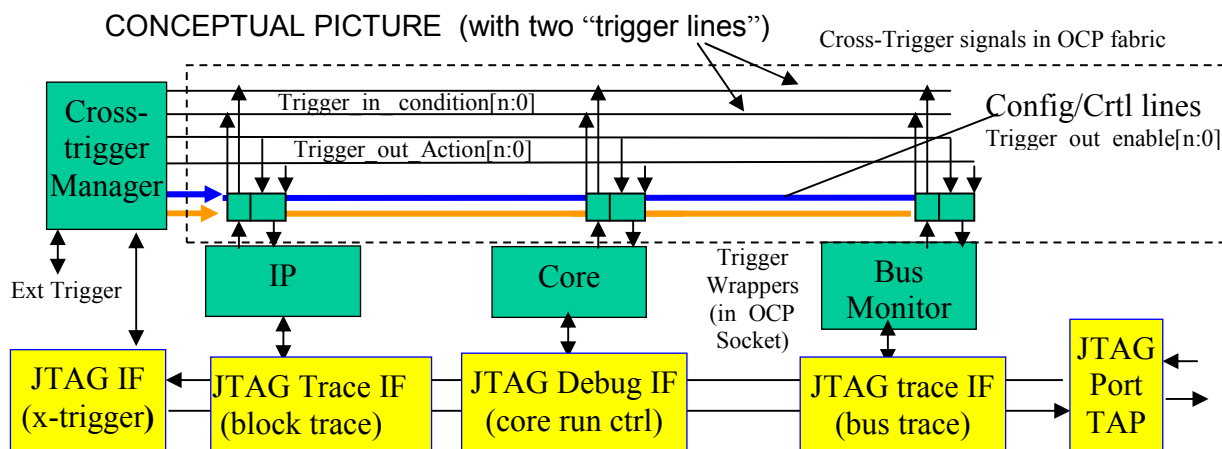 CONCEPTUAL PICTURE (with two “trigger lines”)
Cross-Trigger signals in OCP fabric
Cross-
trigger
Manager
Trigger_in_condition[n:0]
Trigger_out_Action[n:0]
Config/Crtl lines
Trigger out enable[n:0]
Ext Trigger
IP
Core
Trigger
Wrappers
(in OCP
Socket)
Bus
Monitor
JTAG IF
(x-trigger)
JTAG Trace IF
(block trace)
JTAG Debug IF
(core run ctrl)
JTAG trace IF
(bus trace)
JTAG
Port
TAP